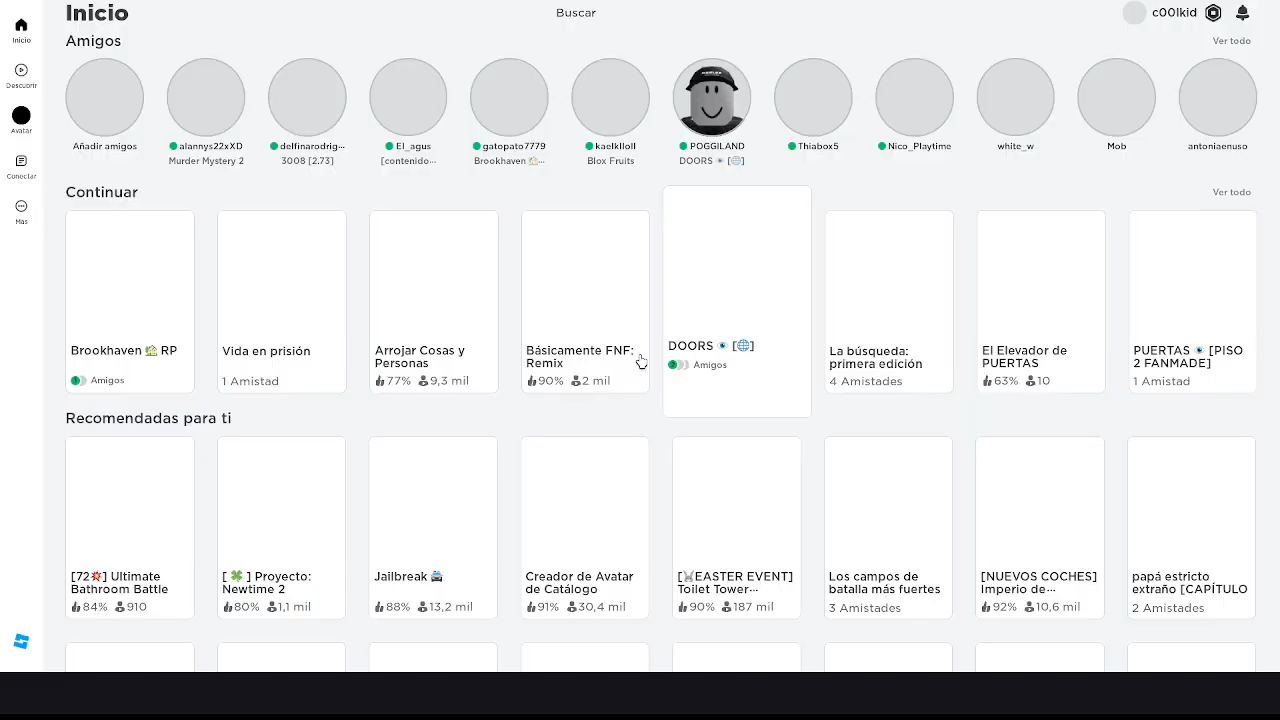 Inicio
Buscar
c00lkid
Inicio
Descubrir
Avatar
Conectar
Más
Amigos
Ver todo
Añadir amigos
alannys22xXD
Murder Mystery 2
delfinarodrig...
3008 [2.73]
El_agus
[contenido...
gatopato7779
Brookhaven 🏡...
kaelklloll
Blox Fruits
POGGILAND
DOORS 👁 [🌐]
Thiabox5
Nico_Playtime
white_w
Mob
antoniaenuso
Continuar
Ver todo
Brookhaven 🏡 RP
Amigos
Vida en prisión
1 Amistad
Arrojar Cosas y
Personas
77% 9,3 mil
Básicamente FNF:
Remix
90% 2 mil
DOORS 👁 [🌐]
Amigos
La búsqueda:
primera edición
4 Amistades
El Elevador de
PUERTAS
63% 10
PUERTAS 👁 [PISO
2 FANMADE]
1 Amistad
Recomendadas para ti
[72💥] Ultimate
Bathroom Battle
84% 910
[ 🍀 ] Proyecto:
Newtime 2
80% 1,1 mil
Jailbreak 🚔
88% 13,2 mil
Creador de Avatar
de Catálogo
91% 30,4 mil
[🐰EASTER EVENT]
Toilet Tower...
90% 187 mil
Los campos de
batalla más fuertes
3 Amistades
[NUEVOS COCHES]
Imperio de...
92% 10,6 mil
papá estricto
extraño [CAPÍTULO
2 Amistades